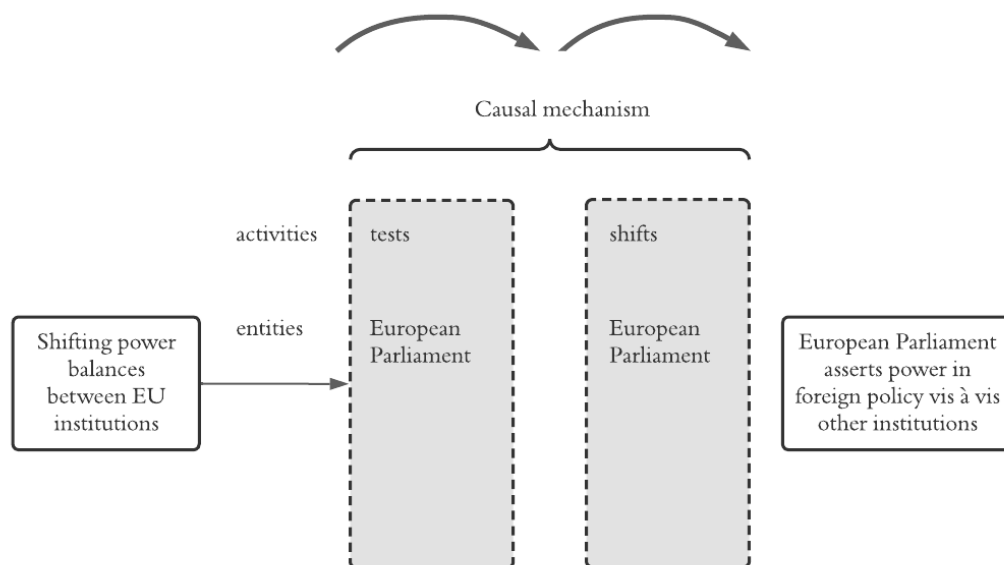 Causal mechanism
activities
tests
shifts
entities
European
Parliament
European
Parliament
Shifting power
balances
between EU
institutions
European Parliament
asserts power in
foreign policy vis à vis
other institutions